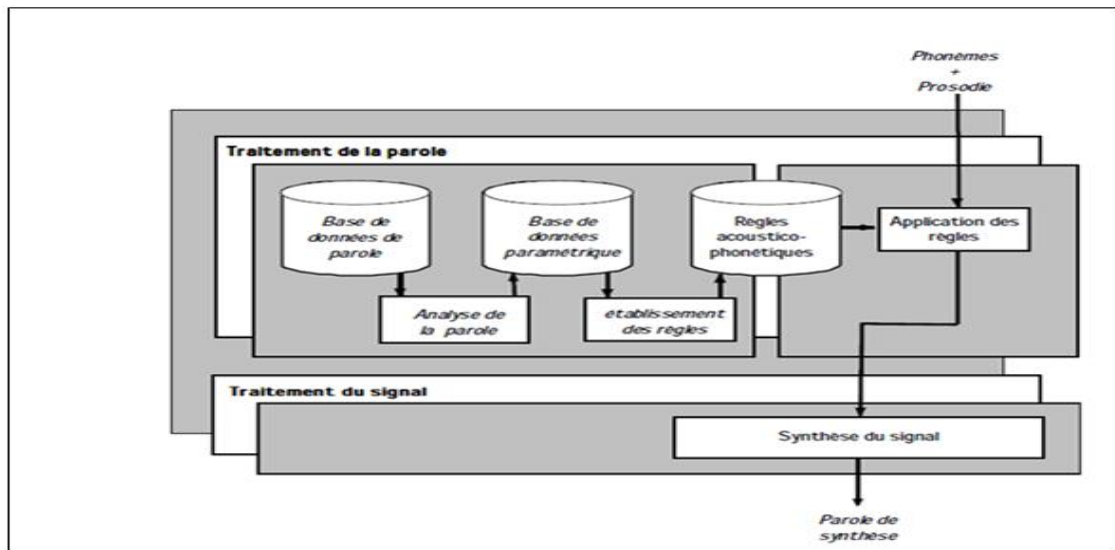 Phonèmes
+
Prosodie
Traitement de la parole
Base de
données de
parole
Base de
données
paramétrique
Règles
acoustico-
phonétiques
Application des
règles
Analyse de
la parole
établissement
des règles
Traitement du signal
Synthèse du signal
Parole de
synthèse